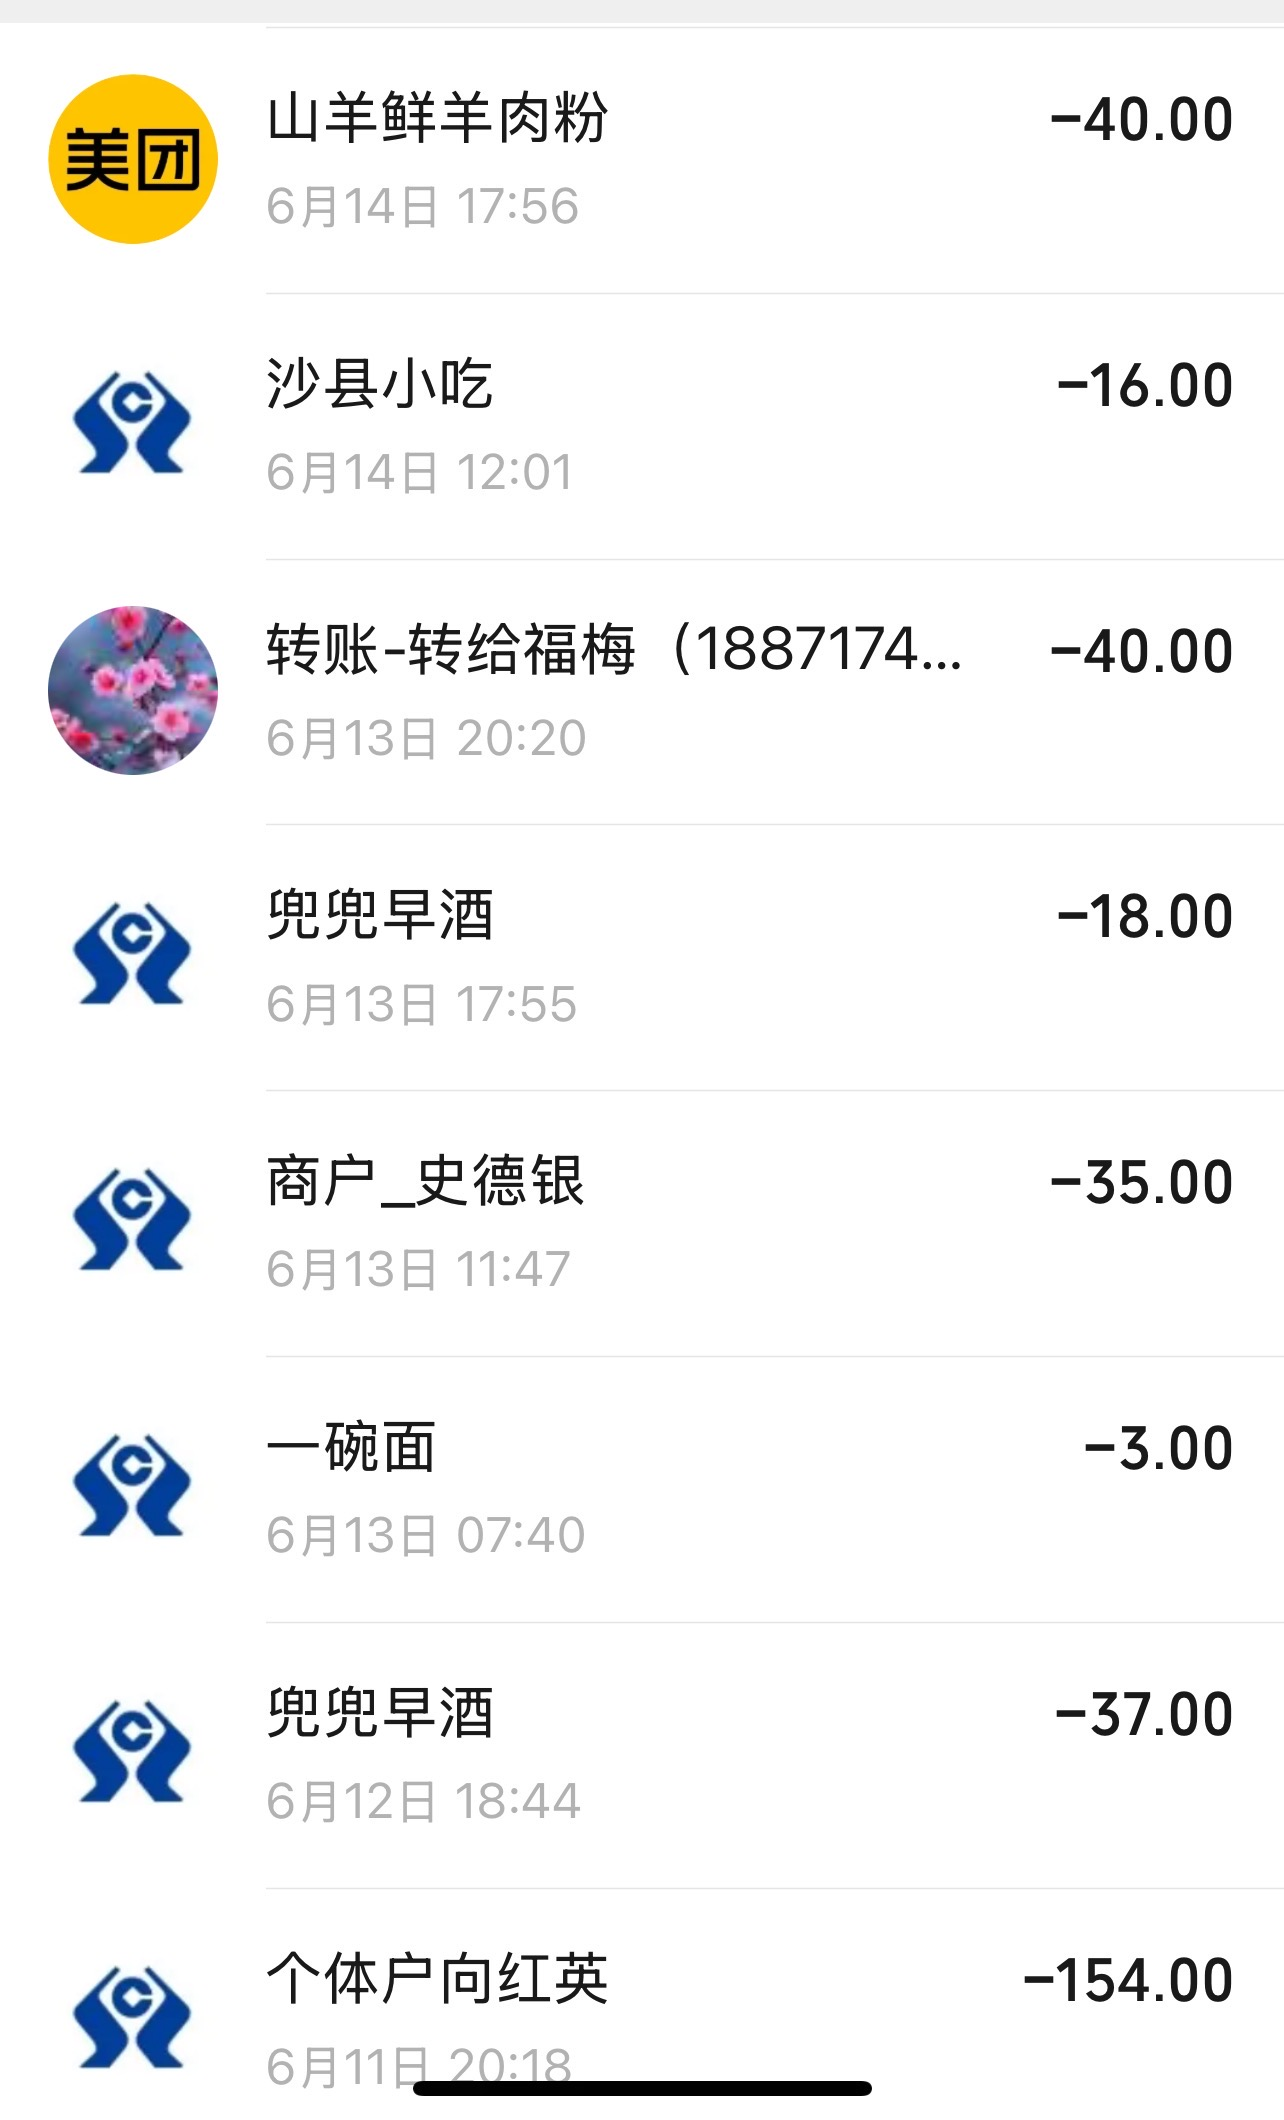 美团
山羊鲜羊肉粉 -40.00
6月14日 17:56
沙县小吃 -16.00
6月14日 12:01
转账-转给福梅（1887174... -40.00
6月13日 20:20
兜兜早酒 -18.00
6月13日 17:55
商户_史德银 -35.00
6月13日 11:47
一碗面 -3.00
6月13日 07:40
兜兜早酒 -37.00
6月12日 18:44
个体户向红英 -154.00
6月11日 20:18